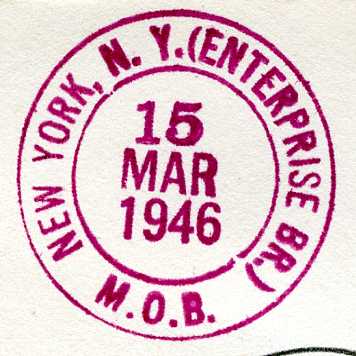 NEW YORK, N. Y. (ENTERPRISE BR.)
15
MAR
1946
M.O.B.